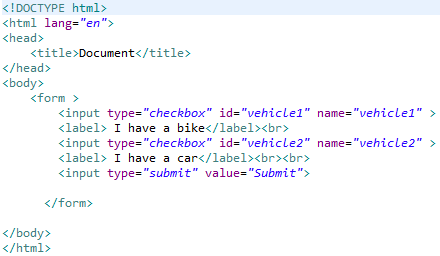 <!DOCTYPE html>
<html lang="en">
<head>
    <title>Document</title>
</head>
<body>
    <form >
        <input type="checkbox" id="vehicle1" name="vehicle1" >
        <label> I have a bike</label><br>
        <input type="checkbox" id="vehicle2" name="vehicle2" >
        <label> I have a car</label><br><br>
        <input type="submit" value="Submit">
      </form>
</body>
</html>